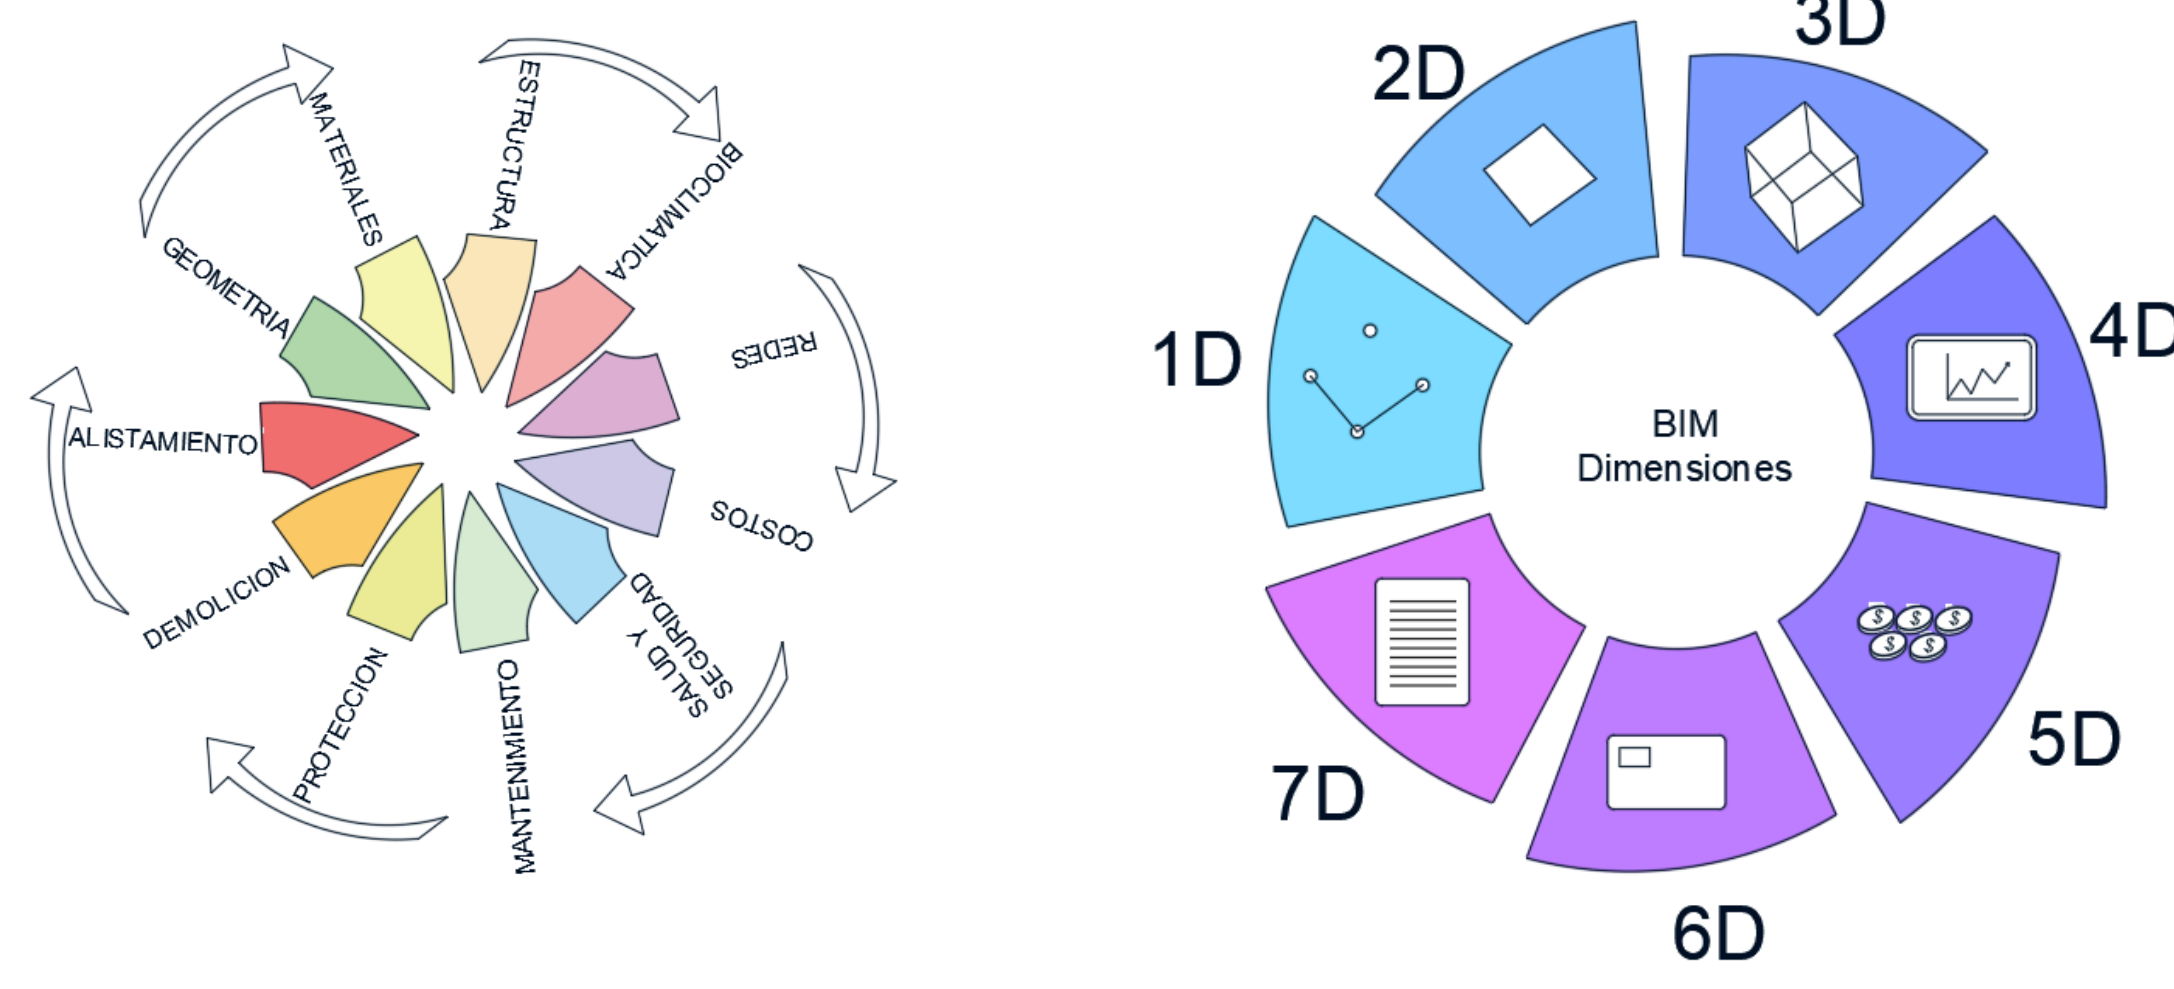 MATERIALES
ESTRUCTURA
BIOCLIMATICA
REDES
COSTOS
SALUD Y
SEGURIDAD
MANTENIMIENTO
PROTECCION
DEMOLICION
ALISTAMIENTO
GEOMETRIA
1D
2D
3D
4D
5D
$ $ $
$ $
6D
7D
BIM
Dimensiones